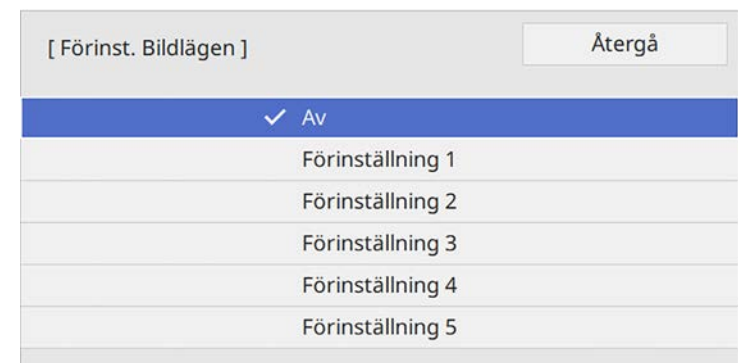 [ Förinst. Bildlägen ]
Återgå
Av
Förinställning 1
Förinställning 2
Förinställning 3
Förinställning 4
Förinställning 5